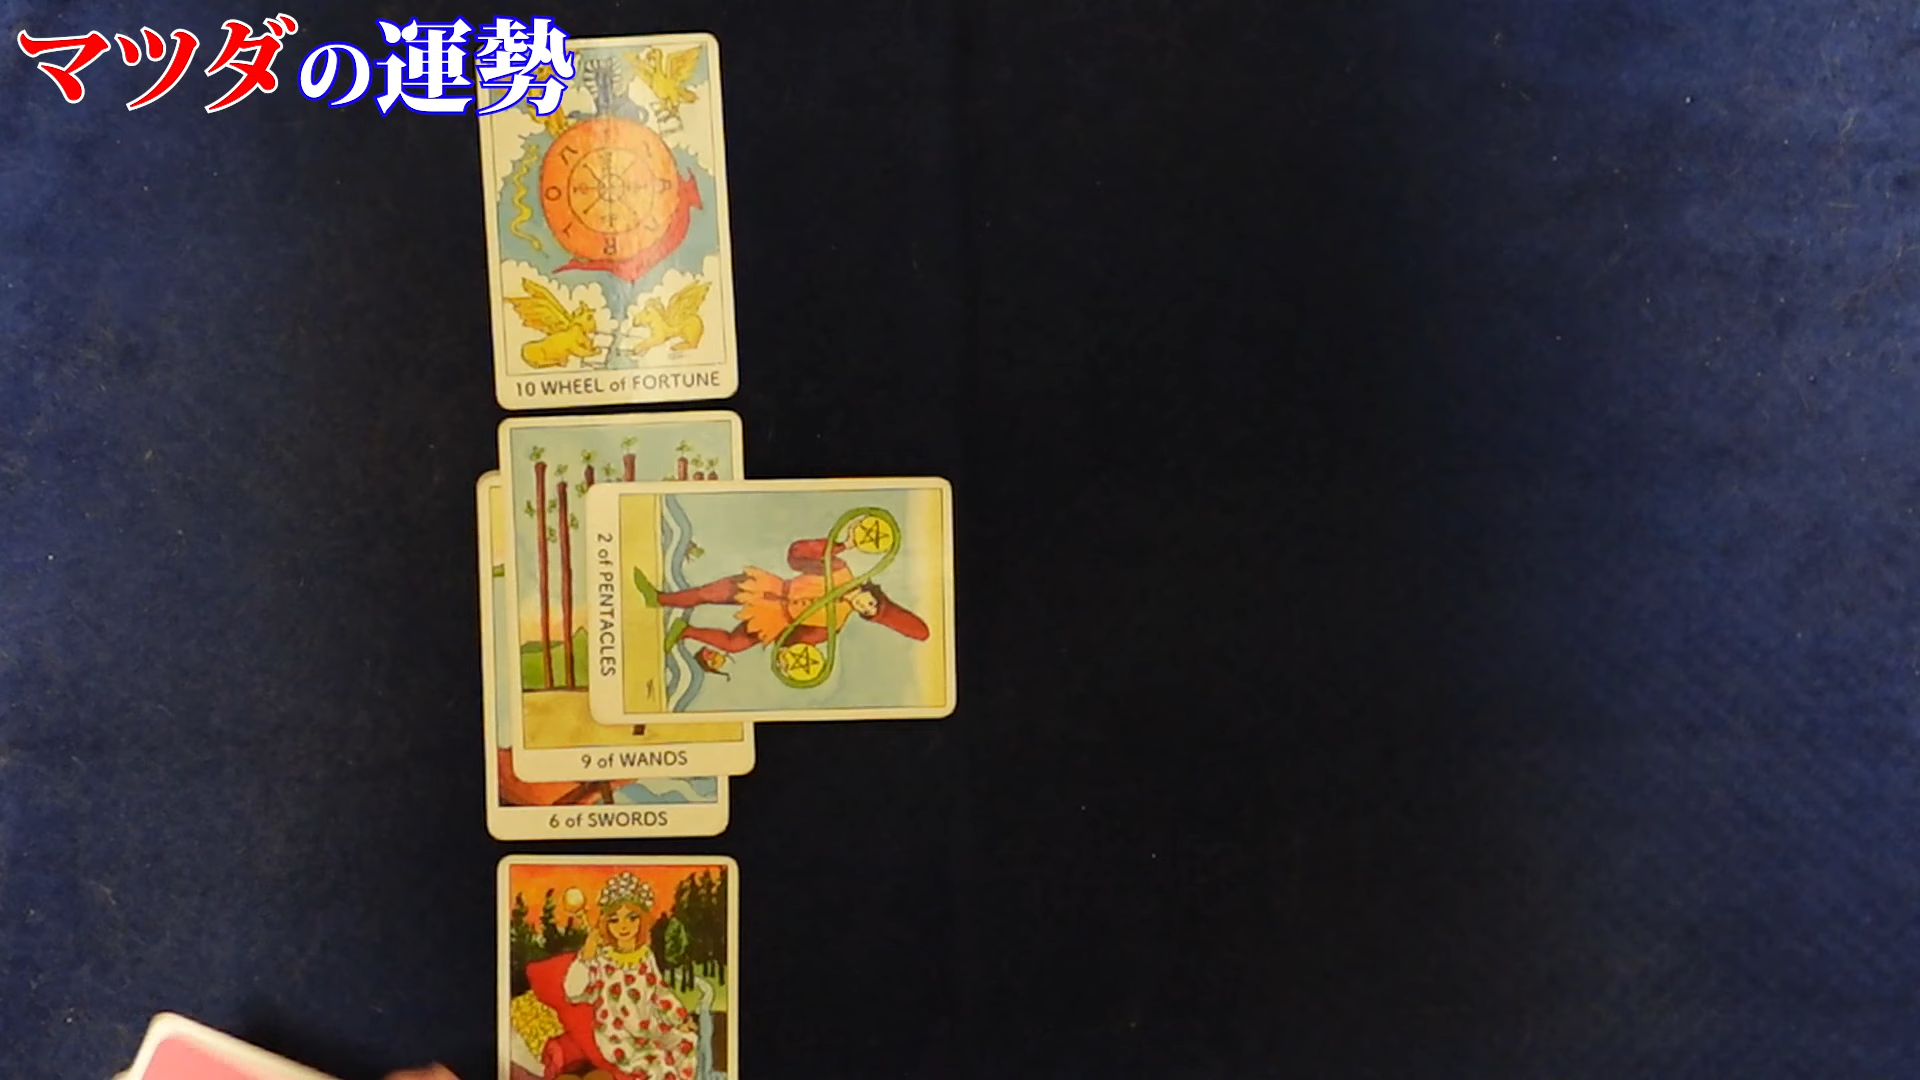 マツダの運勢
10 WHEEL of FORTUNE
2 of PENTACLES
9 of WANDS
6 of SWORDS